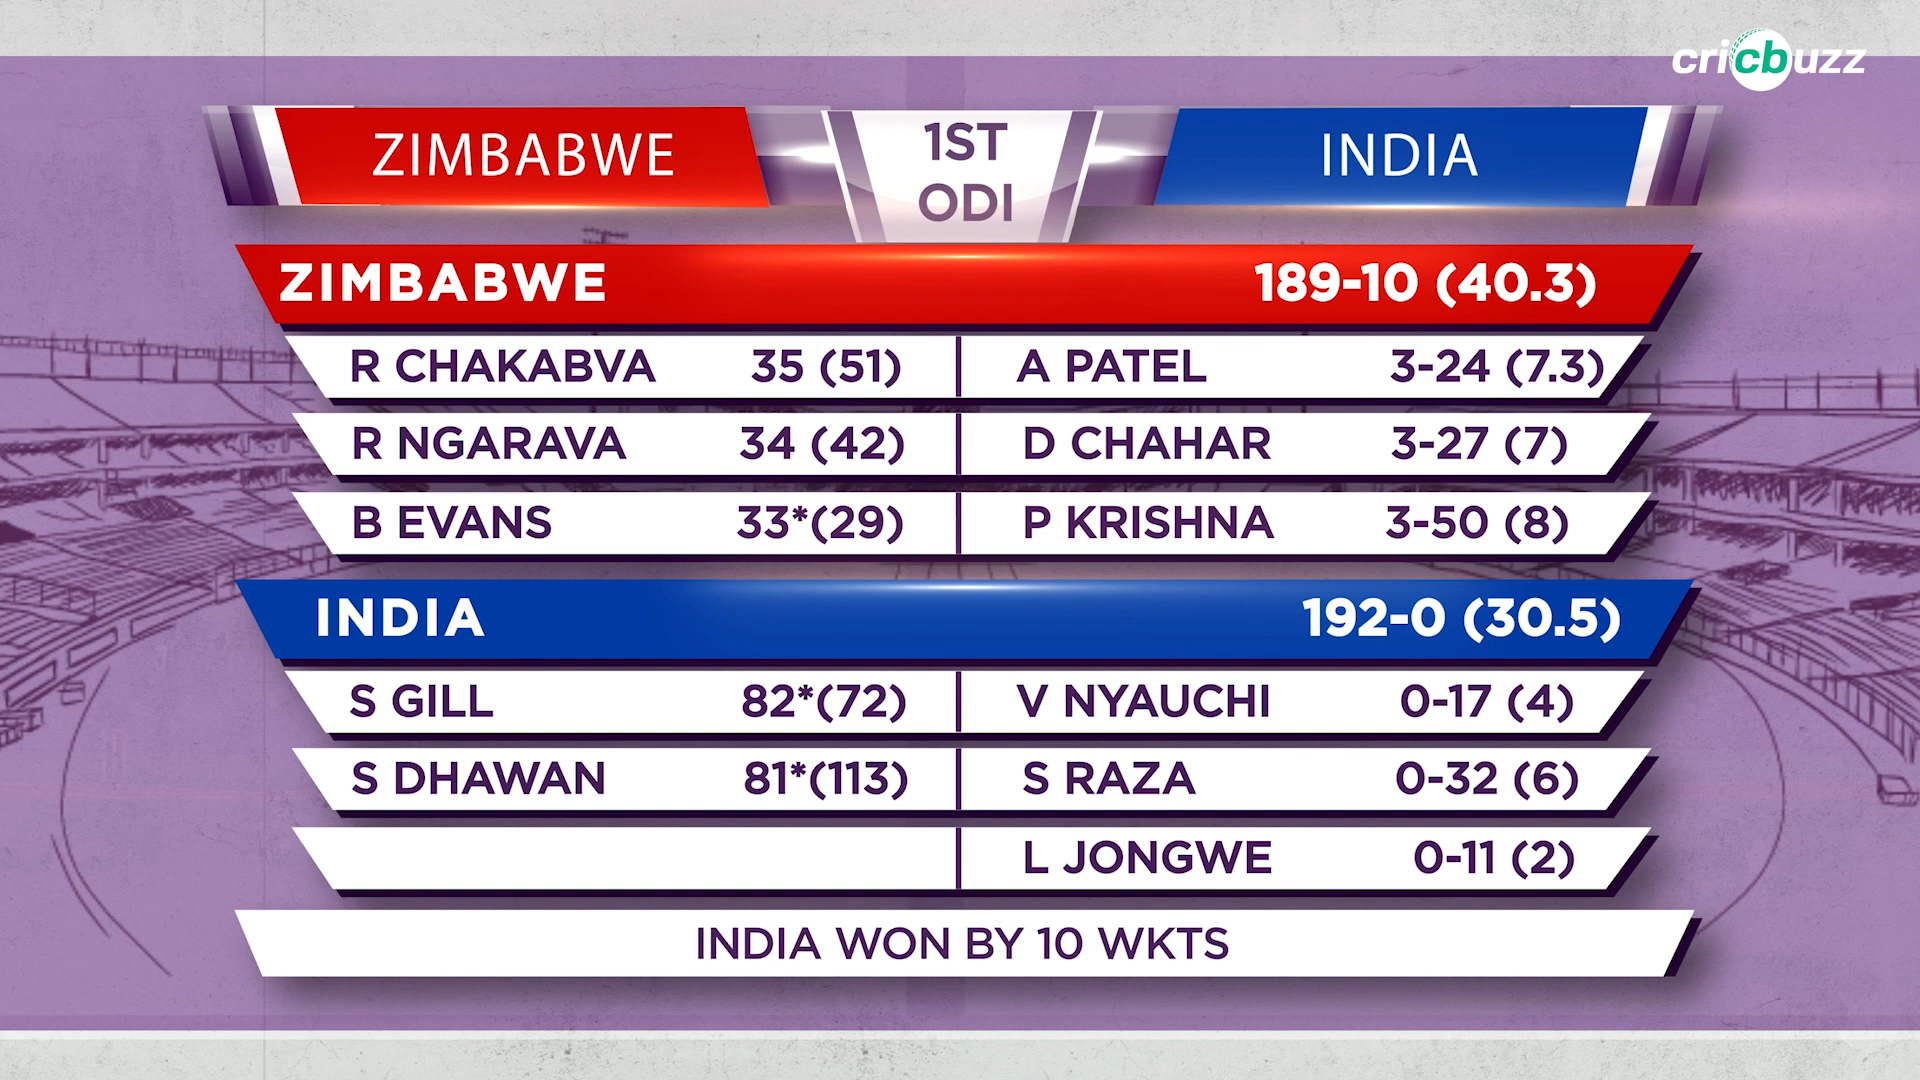 cricbuzz
ZIMBABWE
1ST
ODI
INDIA
ZIMBABWE 189-10 (40.3)
R CHAKABVA 35 (51) A PATEL 3-24 (7.3)
R NGARAVA 34 (42) D CHAHAR 3-27 (7)
B EVANS 33*(29) P KRISHNA 3-50 (8)
INDIA 192-0 (30.5)
S GILL 82*(72) V NYAUCHI 0-17 (4)
S DHAWAN 81*(113) S RAZA 0-32 (6)
L JONGWE 0-11 (2)
INDIA WON BY 10 WKTS